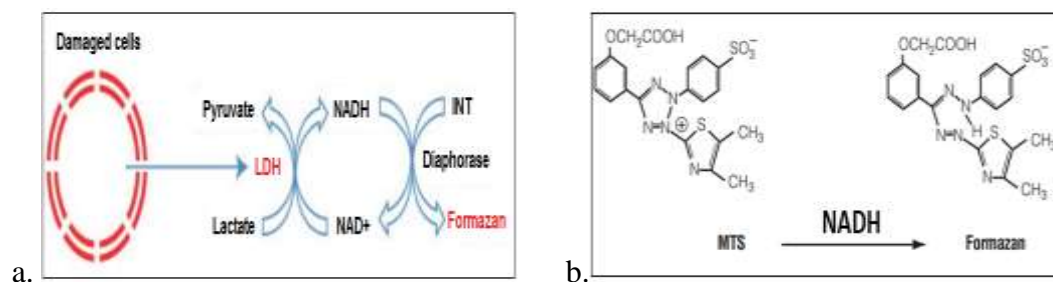 Damaged cells
Pyruvate
NADH
INT
LDH
Diaphorase
Lactate
NAD+
Formazan
a.
OCH₂COOH
SO₃⁻
N
N
N
N
⊕
S
CH₃
N
CH₃
MTS
NADH
OCH₂COOH
SO₃⁻
N
N
H
N
N
S
CH₃
N
CH₃
Formazan
b.